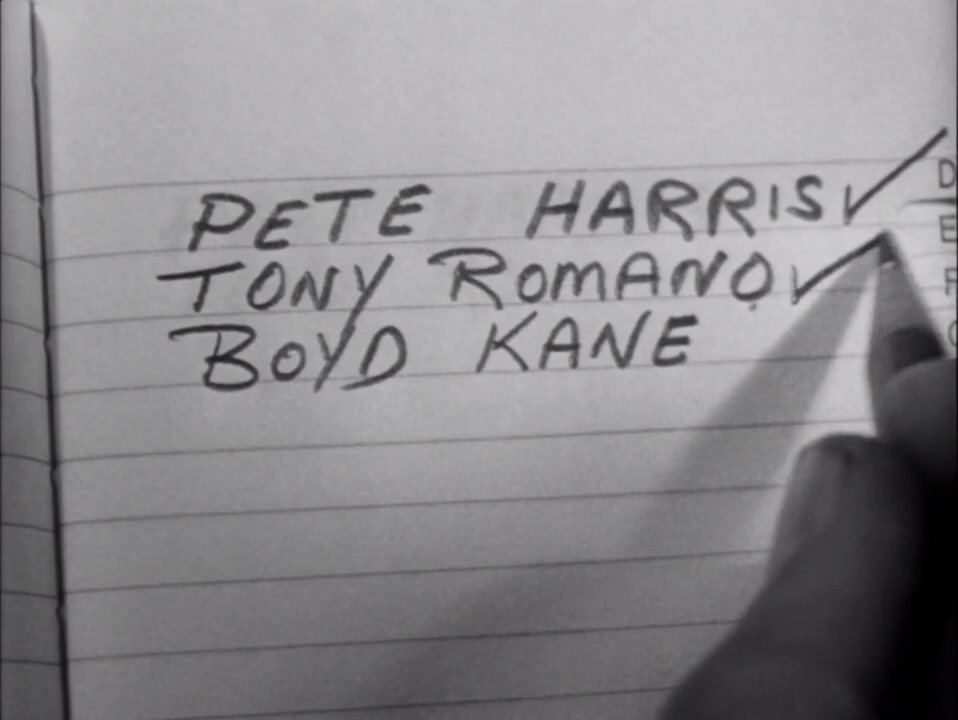 PETE HARRIS ✓
TONY ROMANO ✓
BOYD KANE
D
E
F